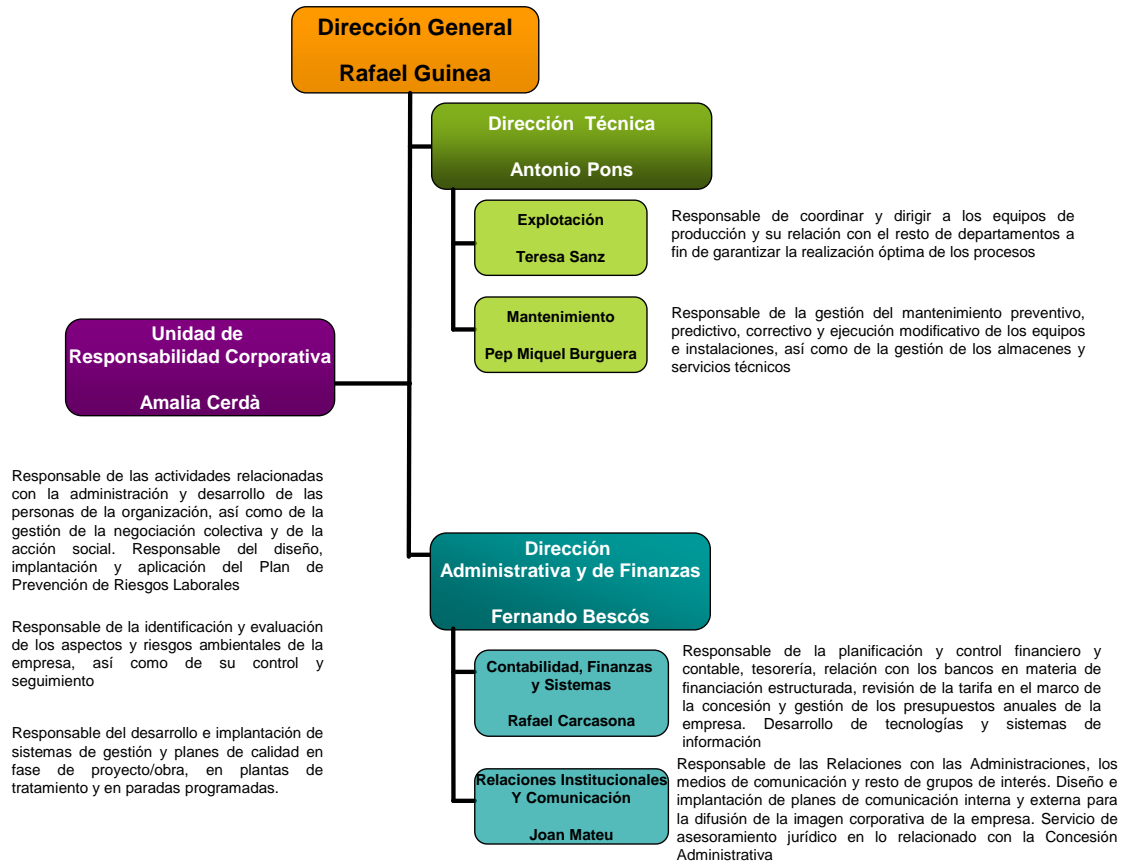 Dirección General
Rafael Guinea
Dirección Técnica
Antonio Pons
Explotación
Teresa Sanz
Responsable de coordinar y dirigir a los equipos de
producción y su relación con el resto de departamentos a
fin de garantizar la realización óptima de los procesos
Mantenimiento
Pep Miquel Burguera
Responsable de la gestión del mantenimiento preventivo,
predictivo, correctivo y ejecución modificativo de los equipos
e instalaciones, así como de la gestión de los almacenes y
servicios técnicos
Unidad de
Responsabilidad Corporativa
Amalia Cerdà
Responsable de las actividades relacionadas
con la administración y desarrollo de las
personas de la organización, así como de la
gestión de la negociación colectiva y de la
acción social. Responsable del diseño,
implantación y aplicación del Plan de
Prevención de Riesgos Laborales
Responsable de la identificación y evaluación
de los aspectos y riesgos ambientales de la
empresa, así como de su control y
seguimiento
Responsable del desarrollo e implantación de
sistemas de gestión y planes de calidad en
fase de proyecto/obra, en plantas de
tratamiento y en paradas programadas.
Dirección
Administrativa y de Finanzas
Fernando Bescós
Contabilidad, Finanzas
y Sistemas
Rafael Carcasona
Responsable de la planificación y control financiero y
contable, tesorería, relación con los bancos en materia de
financiación estructurada, revisión de la tarifa en el marco de
la concesión y gestión de los presupuestos anuales de la
empresa. Desarrollo de tecnologías y sistemas de
información
Relaciones Institucionales
Y Comunicación
Joan Mateu
Responsable de las Relaciones con las Administraciones, los
medios de comunicación y resto de grupos de interés. Diseño e
implantación de planes de comunicación interna y externa para
la difusión de la imagen corporativa de la empresa. Servicio de
asesoramiento jurídico en lo relacionado con la Concesión
Administrativa